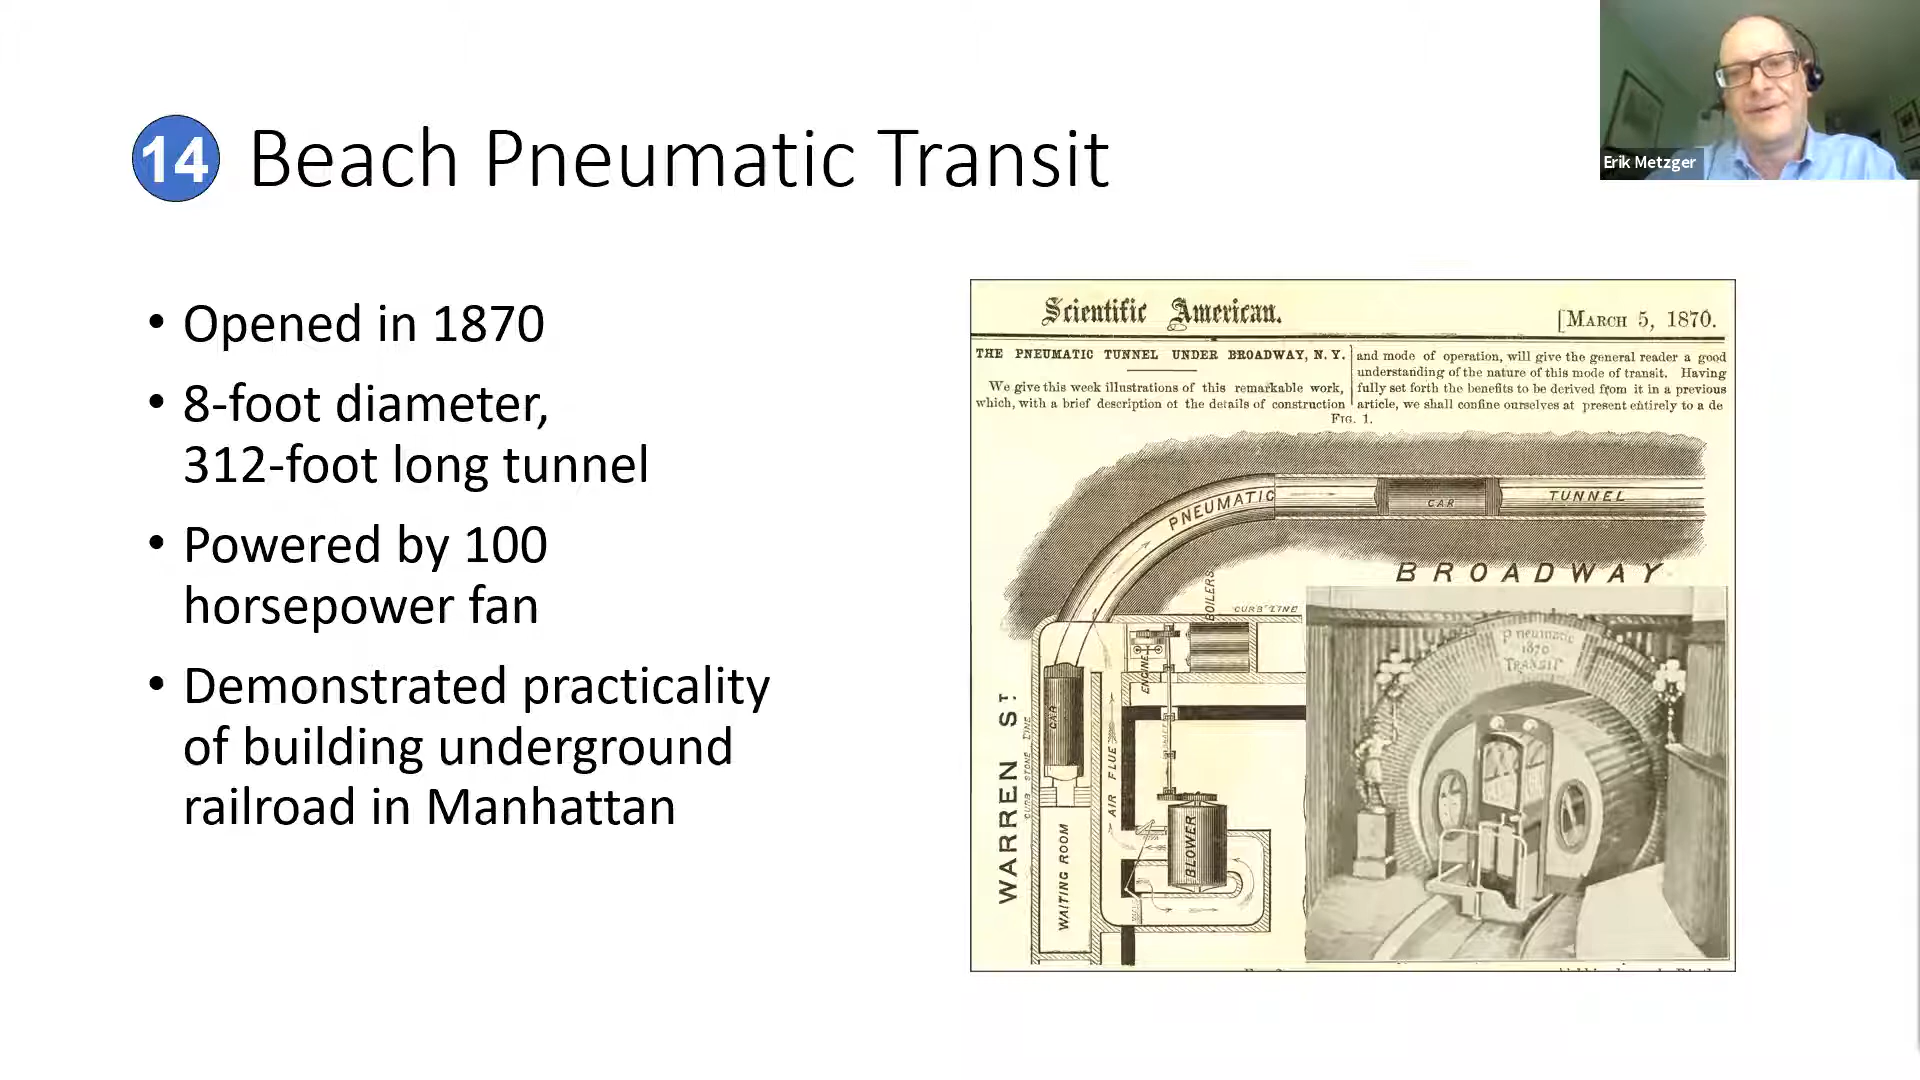 14 Beach Pneumatic Transit
Erik Metzger
• Opened in 1870
• 8-foot diameter,
312-foot long tunnel
• Powered by 100
horsepower fan
• Demonstrated practicality
of building underground
railroad in Manhattan
Scientific American.
[MARCH 5, 1870.
THE PNEUMATIC TUNNEL UNDER BROADWAY, N. Y.
We give this week illustrations of this remarkable work,
which, with a brief description of the details of construction
and mode of operation, will give the general reader a good
understanding of the nature of this mode of transit. Having
fully set forth the benefits to be derived from it in a previous
article, we shall confine ourselves at present entirely to a de
FIG. 1.
PNEUMATIC
CAR
TUNNEL
BROADWAY
BOILERS
CURB LINE
ENGINE
CAR
WARREN ST.
CURB STONE LINE
AIR FLUE
SHAFT
BLOWER
WAITING ROOM
Pneumatic
1870
TRANSIT